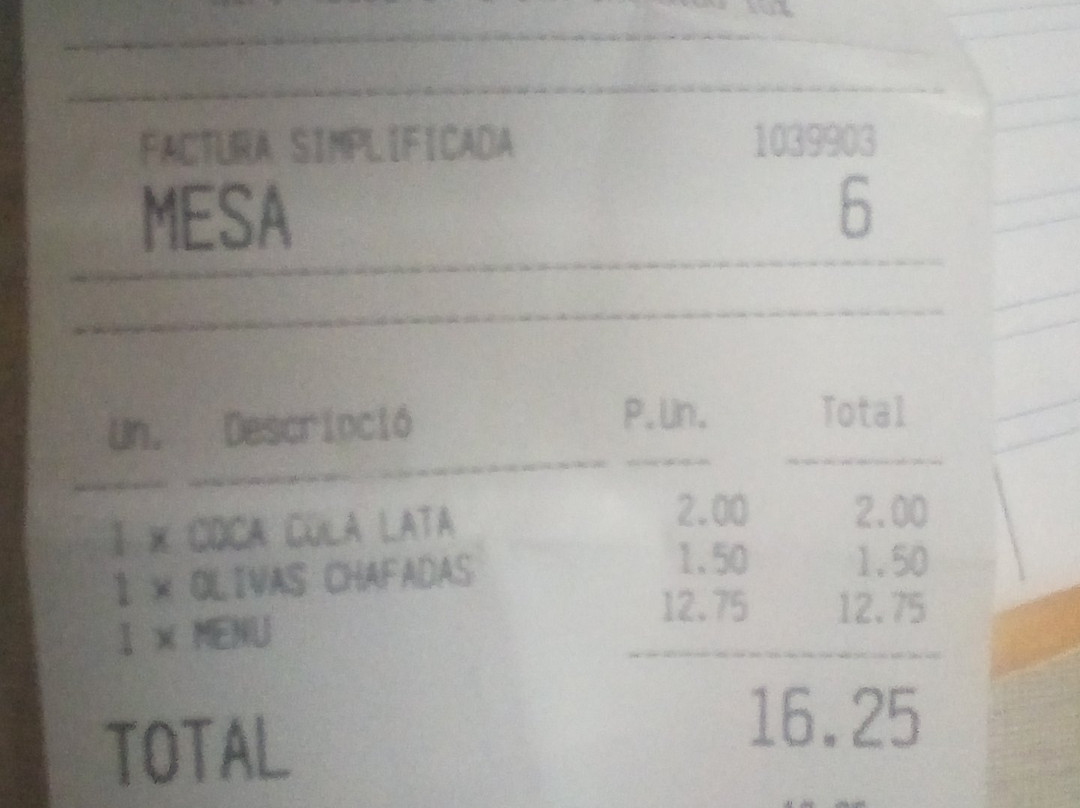 FACTURA SIMPLIFICADA 1039903
MESA 6
Un. Descripció P.Un. Total
1 x COCA COLA LATA 2.00 2.00
1 x OLIVAS CHAFADAS 1.50 1.50
1 x MENU 12.75 12.75
16.25
TOTAL